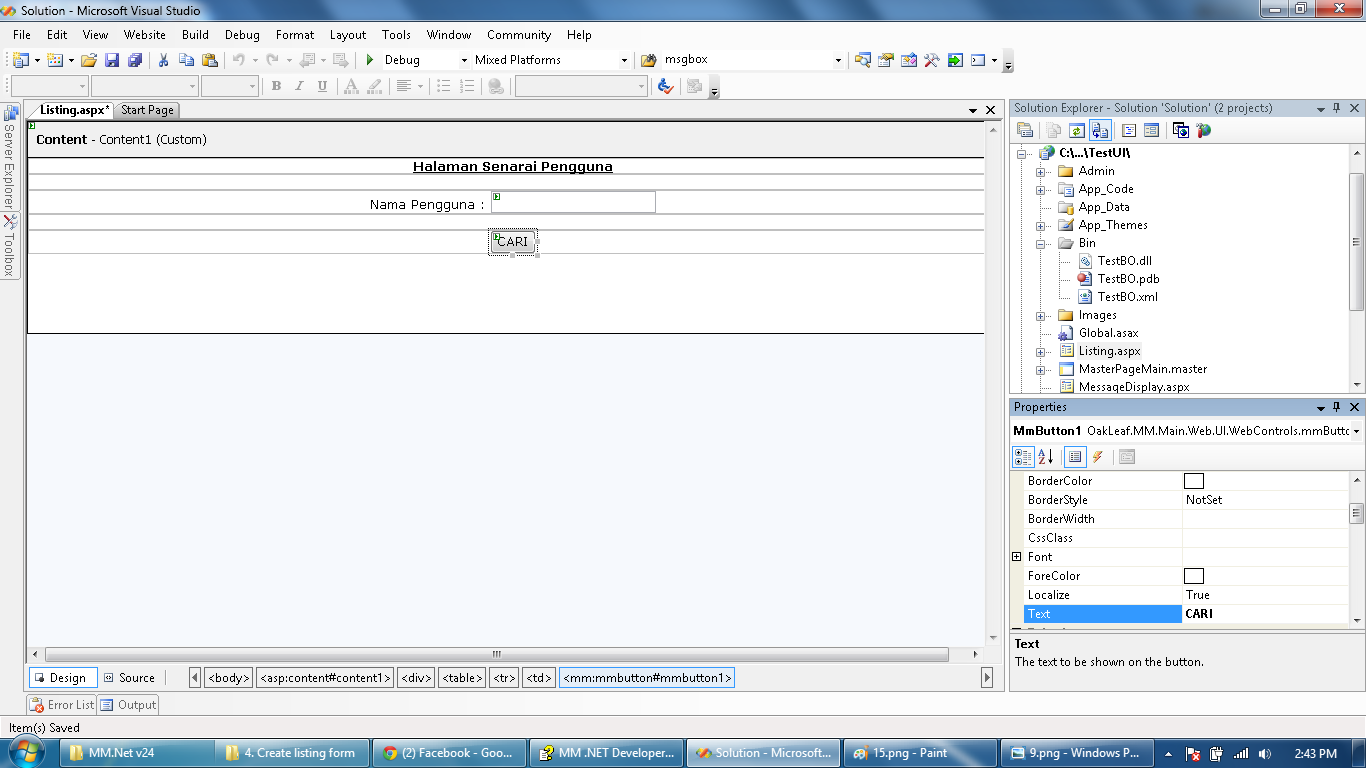 Solution - Microsoft Visual Studio
File Edit View Website Build Debug Format Layout Tools Window Community Help
Debug Mixed Platforms msgbox
B I U A
Listing.aspx* Start Page
Server Explorer
Toolbox
Content - Content1 (Custom)
Halaman Senarai Pengguna
Nama Pengguna :
CARI
Design Source <body> <asp:content#content1> <div> <table> <tr> <td> <mm:mmbutton#mmbutton1>
Error List Output
Item(s) Saved
Solution Explorer - Solution 'Solution' (2 projects)
C:\...\TestUI\
Admin
App_Code
App_Data
App_Themes
Bin
TestBO.dll
TestBO.pdb
TestBO.xml
Images
Global.asax
Listing.aspx
MasterPageMain.master
MessageDisplay.aspx
Properties
MmButton1 OakLeaf.MM.Main.Web.UI.WebControls.mmButto
BorderColor
BorderStyle NotSet
BorderWidth
CssClass
Font
ForeColor
Localize True
Text CARI
Text
The text to be shown on the button.
MM.Net v24 4. Create listing form (2) Facebook - Goo... MM .NET Developer... Solution - Microsoft... 15.png - Paint 9.png - Windows P... 2:43 PM